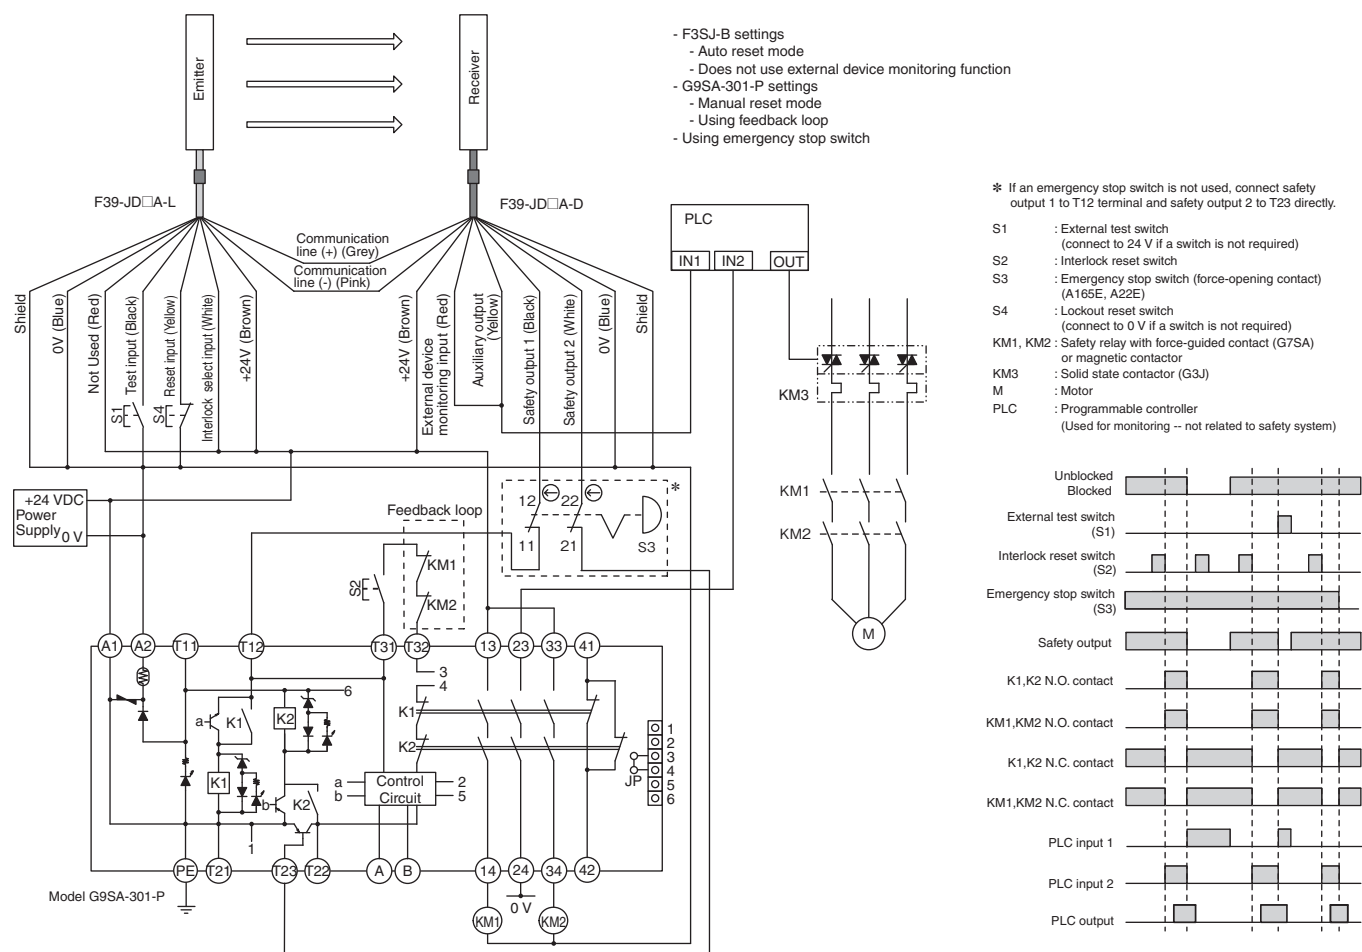 - F3SJ-B settings
- Auto reset mode
- Does not use external device monitoring function
- G9SA-301-P settings
- Manual reset mode
- Using feedback loop
- Using emergency stop switch
Emitter
Receiver
F39-JD□A-L
F39-JD□A-D
Communication
line (+) (Grey)
Communication
line (-) (Pink)
Shield
0V (Blue)
Not Used (Red)
Test input (Black)
Reset input (Yellow)
Interlock select input (White)
+24V (Brown)
+24V (Brown)
External device
monitoring input (Red)
Auxiliary output
(Yellow)
Safety output 1 (Black)
Safety output 2 (White)
0V (Blue)
Shield
S1
S4
PLC
IN1
IN2
OUT
KM3
KM1
KM2
M
* If an emergency stop switch is not used, connect safety
output 1 to T12 terminal and safety output 2 to T23 directly.
S1 : External test switch
(connect to 24 V if a switch is not required)
S2 : Interlock reset switch
S3 : Emergency stop switch (force-opening contact)
(A165E, A22E)
S4 : Lockout reset switch
(connect to 0 V if a switch is not required)
KM1, KM2 : Safety relay with force-guided contact (G7SA)
or magnetic contactor
KM3 : Solid state contactor (G3J)
M : Motor
PLC : Programmable controller
(Used for monitoring -- not related to safety system)
+24 VDC
Power
Supply 0 V
Feedback loop
S2
KM1
KM2
12
22
11
21
S3
*
A1
A2
T11
T12
T31
T32
13
23
33
41
3
4
6
a
K1
K2
K1
K2
K1
b
K2
1
a
b
Control
Circuit
2
5
JP
1
2
3
4
5
6
PE
T21
T23
T22
A
B
14
24
34
42
Model G9SA-301-P
0 V
KM1
KM2
Unblocked
Blocked
External test switch
(S1)
Interlock reset switch
(S2)
Emergency stop switch
(S3)
Safety output
K1,K2 N.O. contact
KM1,KM2 N.O. contact
K1,K2 N.C. contact
KM1,KM2 N.C. contact
PLC input 1
PLC input 2
PLC output